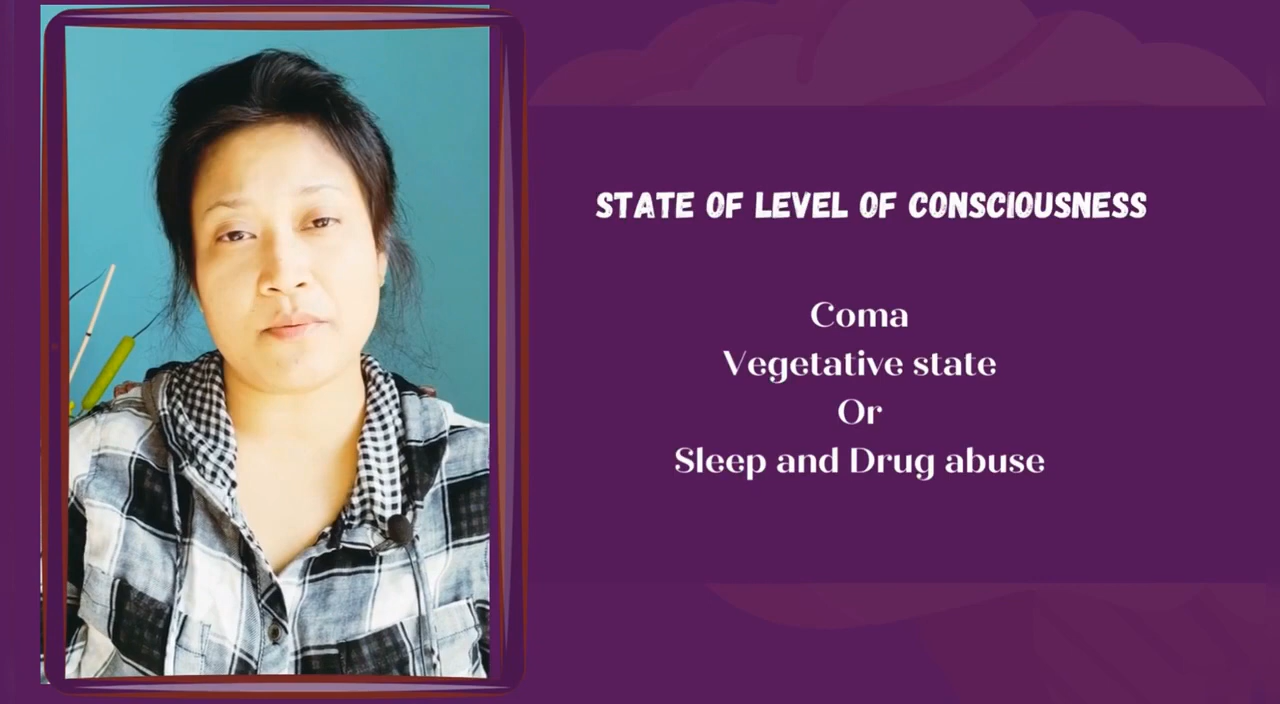 STATE OF LEVEL OF CONSCIOUSNESS
Coma
Vegetative state
Or
Sleep and Drug abuse